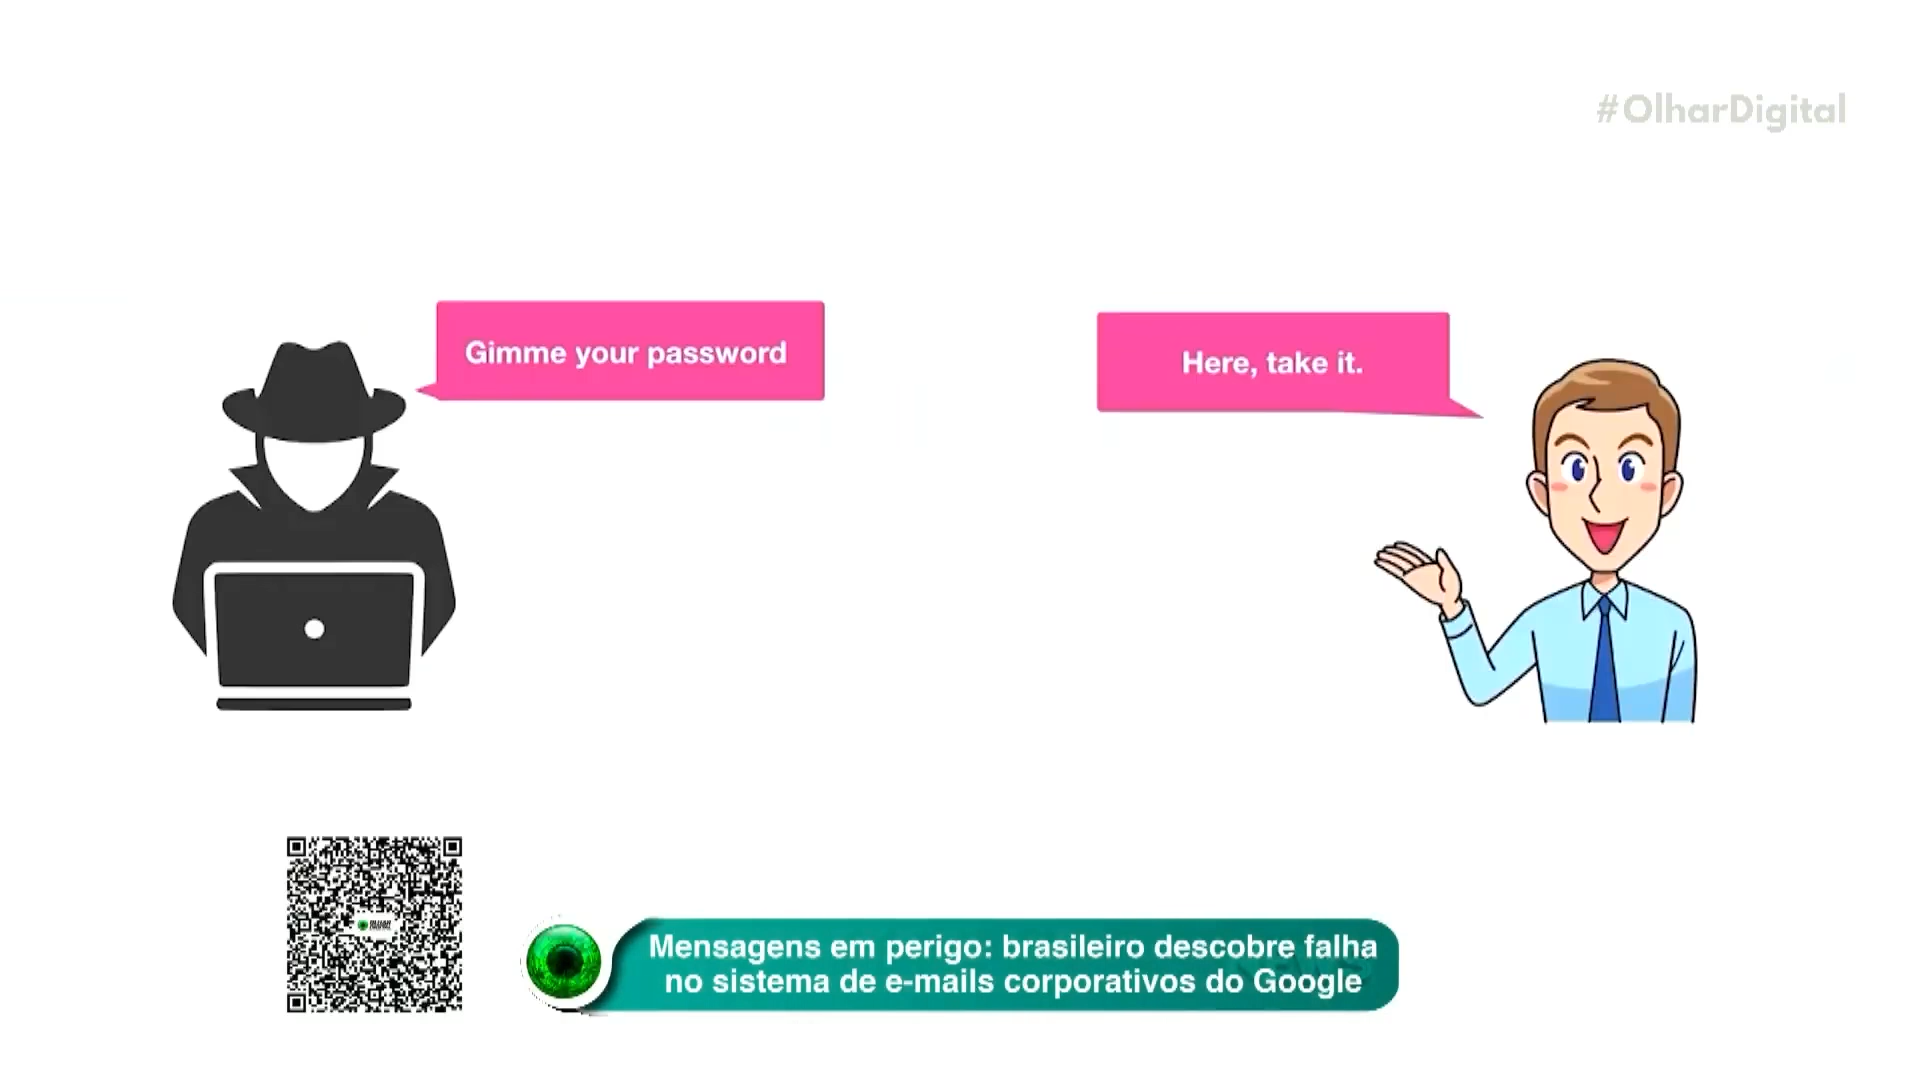 #OlharDigital
Gimme your password
Here, take it.
Mensagens em perigo: brasileiro descobre falha
no sistema de e-mails corporativos do Google